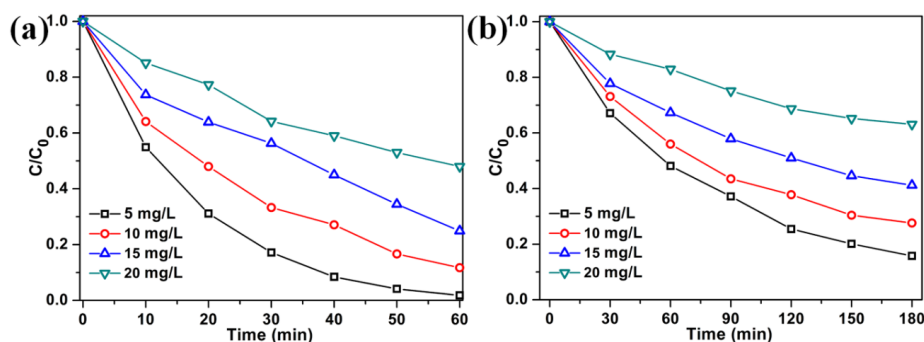 (a)
C/C0
1.0
0.8
0.6
0.4
0.2
0.0
5 mg/L
10 mg/L
15 mg/L
20 mg/L
0 10 20 30 40 50 60
Time (min)
(b)
C/C0
1.0
0.8
0.6
0.4
0.2
0.0
5 mg/L
10 mg/L
15 mg/L
20 mg/L
0 30 60 90 120 150 180
Time (min)